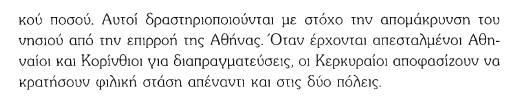 κού ποσού. Αυτοί δραστηριοποιούνται με στόχο την απομάκρυνση του
νησιού από την επιρροή της Αθήνας. Όταν έρχονται απεσταλμένοι Αθη-
ναίοι και Κορίνθιοι για διαπραγματεύσεις, οι Κερκυραίοι αποφασίζουν να
κρατήσουν φιλική στάση απέναντι και στις δύο πόλεις.